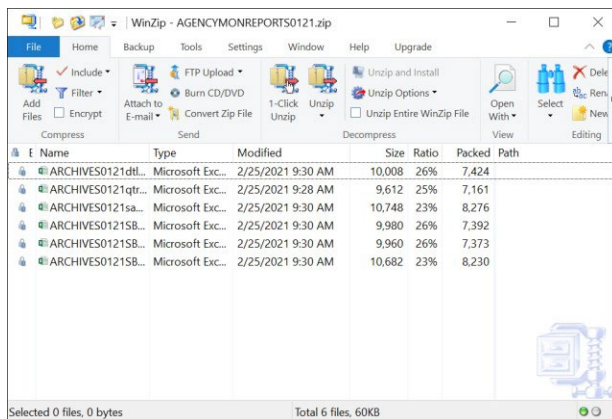 WinZip - AGENCYMONREPORTS0121.zip
File Home Backup Tools Settings Window Help Upgrade
Add Files
Include
Filter
Encrypt
Compress
Attach to E-mail
FTP Upload
Burn CD/DVD
Convert Zip File
Send
1-Click Unzip
Unzip
Unzip and Install
Unzip Options
Unzip Entire WinZip File
Decompress
Open With
View
Select
Dele
Ren
New
Editing
E Name Type Modified Size Ratio Packed Path
ARCHIVES0121dtl... Microsoft Exc... 2/25/2021 9:30 AM 10,008 26% 7,424
ARCHIVES0121qtr... Microsoft Exc... 2/25/2021 9:28 AM 9,612 25% 7,161
ARCHIVES0121sa... Microsoft Exc... 2/25/2021 9:30 AM 10,748 23% 8,276
ARCHIVES0121SB... Microsoft Exc... 2/25/2021 9:30 AM 9,980 26% 7,392
ARCHIVES0121SB... Microsoft Exc... 2/25/2021 9:30 AM 9,960 26% 7,373
ARCHIVES0121SB... Microsoft Exc... 2/25/2021 9:30 AM 10,682 23% 8,230
Selected 0 files, 0 bytes Total 6 files, 60KB